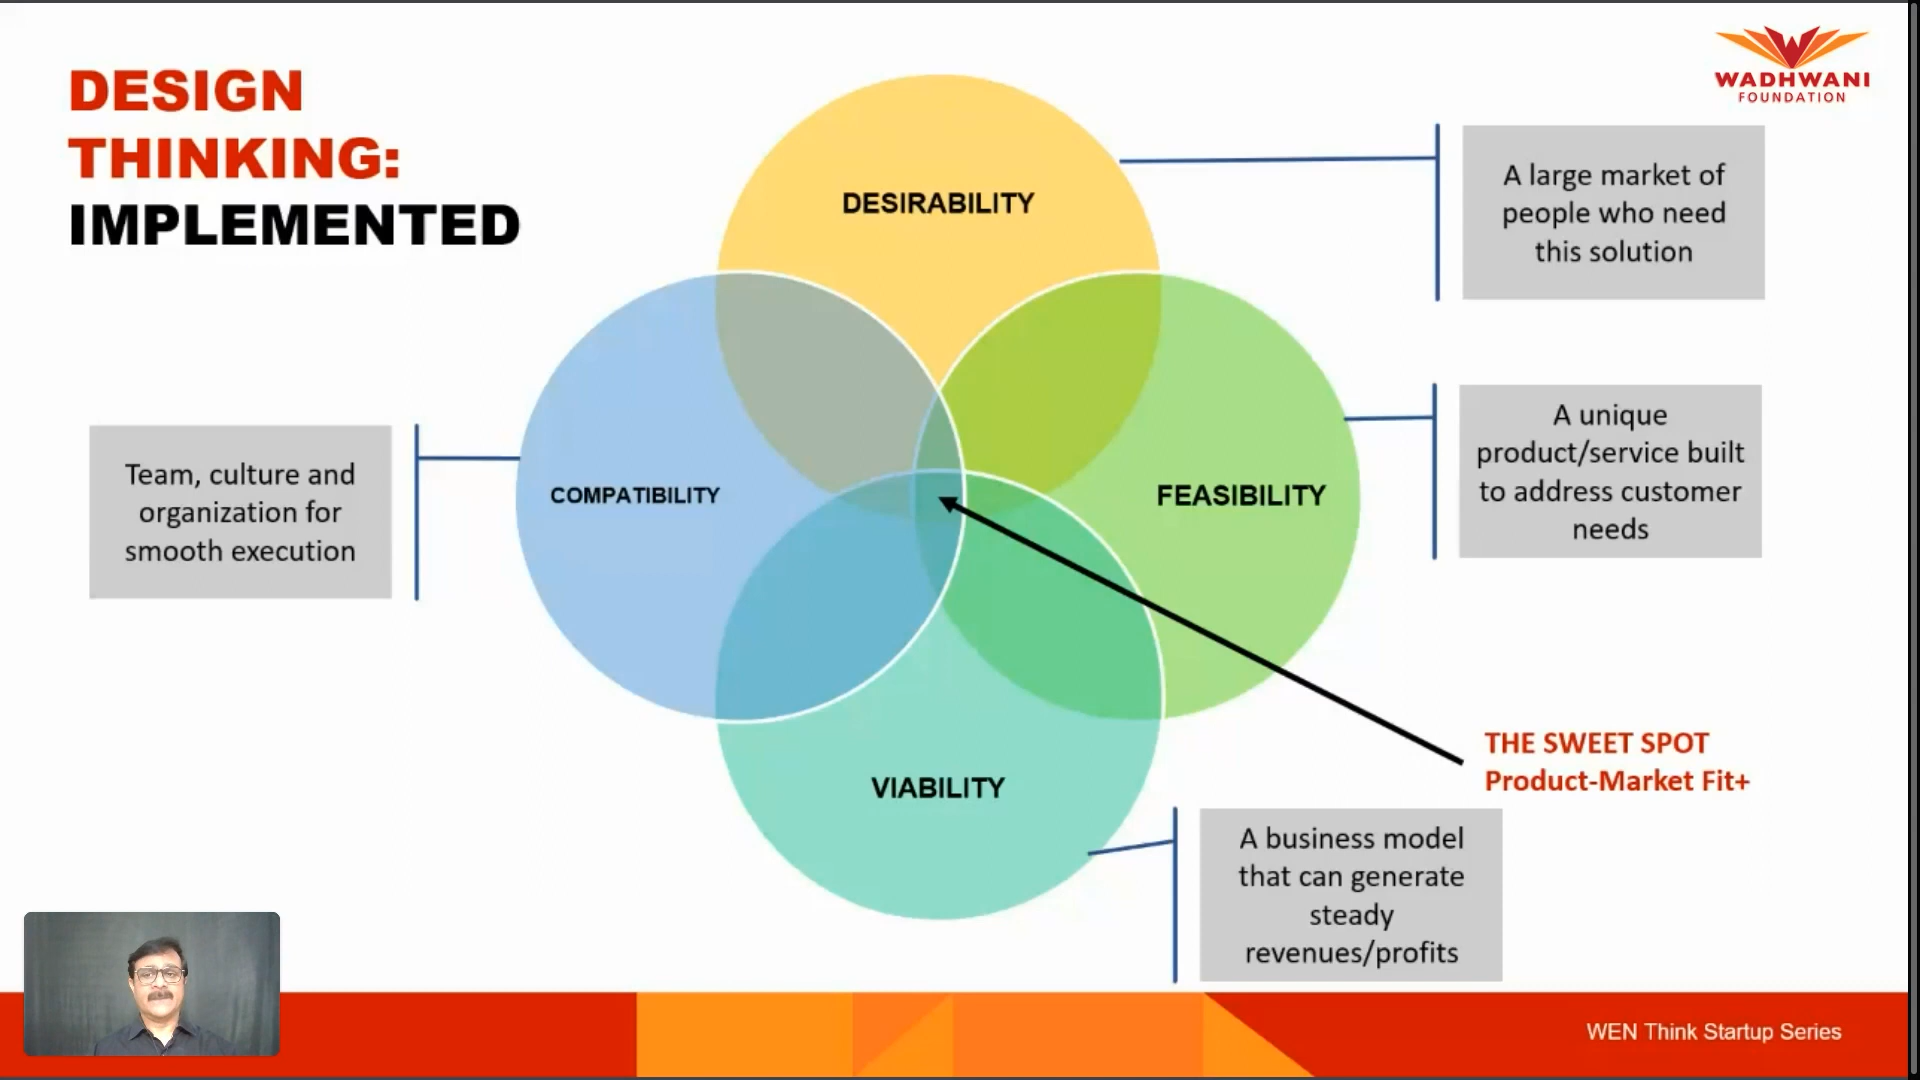 DESIGN
THINKING:
IMPLEMENTED
WADHWANI
FOUNDATION
DESIRABILITY
A large market of
people who need
this solution
COMPATIBILITY
Team, culture and
organization for
smooth execution
FEASIBILITY
A unique
product/service built
to address customer
needs
THE SWEET SPOT
Product-Market Fit+
VIABILITY
A business model
that can generate
steady
revenues/profits
WEN Think Startup Series